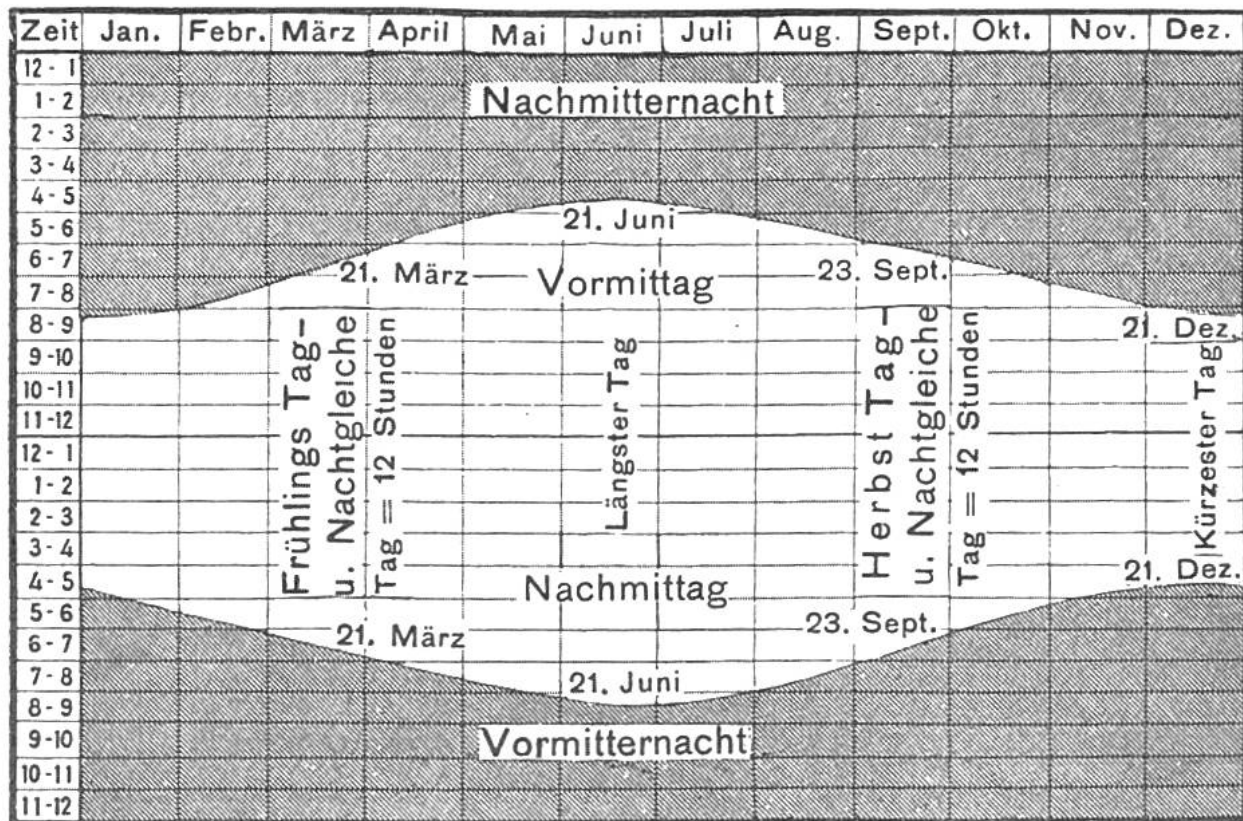 Zeit Jan. Febr. März April Mai Juni Juli Aug. Sept. Okt. Nov. Dez.
12 - 1
1 - 2
Nachmitternacht
2 - 3
3 - 4
4 - 5
5 - 6
21. Juni
6 - 7
21. März
Vormittag
23. Sept.
7 - 8
8 - 9
21. Dez.
9 -10
10 -11
11 -12
12 - 1
1 - 2
2 - 3
3 - 4
4 - 5
Frühlings Tag-
u. Nachtgleiche
Tag = 12 Stunden
Längster Tag
Herbst Tag-
u. Nachtgleiche
Tag = 12 Stunden
Kürzester Tag
21. Dez.
Nachmittag
5 - 6
21. März
23. Sept.
6 - 7
7 - 8
21. Juni
8 - 9
9 -10
Vormitternacht
10 -11
11 -12